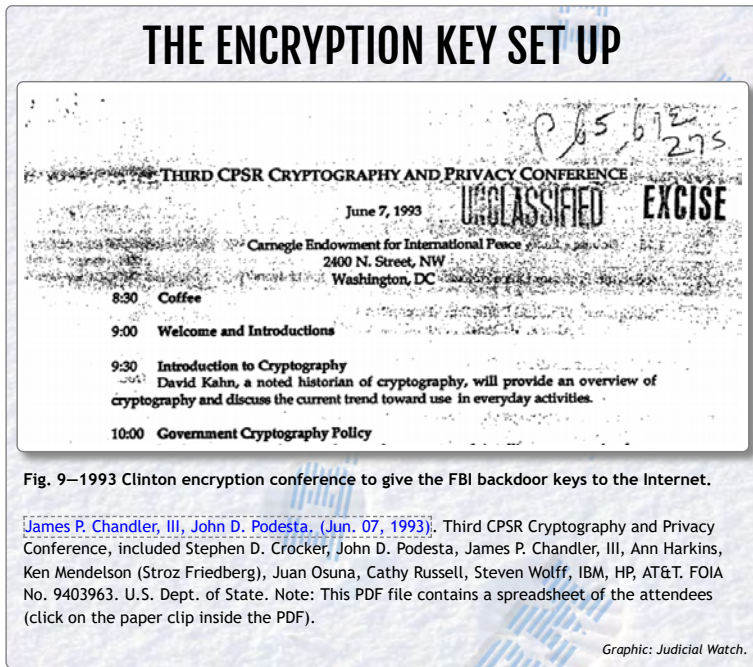 THE ENCRYPTION KEY SET UP
P 65, 612
275
THIRD CPSR CRYPTOGRAPHY AND PRIVACY CONFERENCE
June 7, 1993
UNCLASSIFIED
EXCISE
Carnegie Endowment for International Peace
2400 N. Street, NW
Washington, DC
8:30 Coffee
9:00 Welcome and Introductions
9:30 Introduction to Cryptography
David Kahn, a noted historian of cryptography, will provide an overview of
cryptography and discuss the current trend toward use in everyday activities.
10:00 Government Cryptography Policy
Fig. 9—1993 Clinton encryption conference to give the FBI backdoor keys to the Internet.
James P. Chandler, III, John D. Podesta. (Jun. 07, 1993). Third CPSR Cryptography and Privacy
Conference, included Stephen D. Crocker, John D. Podesta, James P. Chandler, III, Ann Harkins,
Ken Mendelson (Stroz Friedberg), Juan Osuna, Cathy Russell, Steven Wolff, IBM, HP, AT&T. FOIA
No. 9403963. U.S. Dept. of State. Note: This PDF file contains a spreadsheet of the attendees
(click on the paper clip inside the PDF).
Graphic: Judicial Watch.